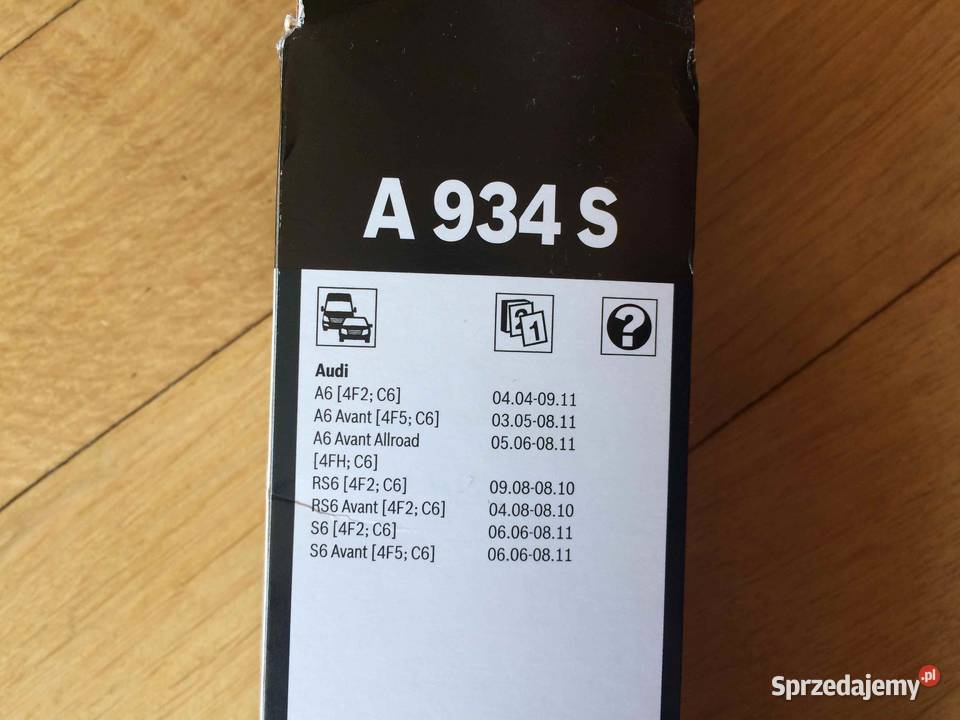 A 934 S
2 1
?
Audi
A6 [4F2; C6] 04.04-09.11
A6 Avant [4F5; C6] 03.05-08.11
A6 Avant Allroad 05.06-08.11
[4FH; C6]
RS6 [4F2; C6] 09.08-08.10
RS6 Avant [4F2; C6] 04.08-08.10
S6 [4F2; C6] 06.06-08.11
S6 Avant [4F5; C6] 06.06-08.11
Sprzedajemy.pl